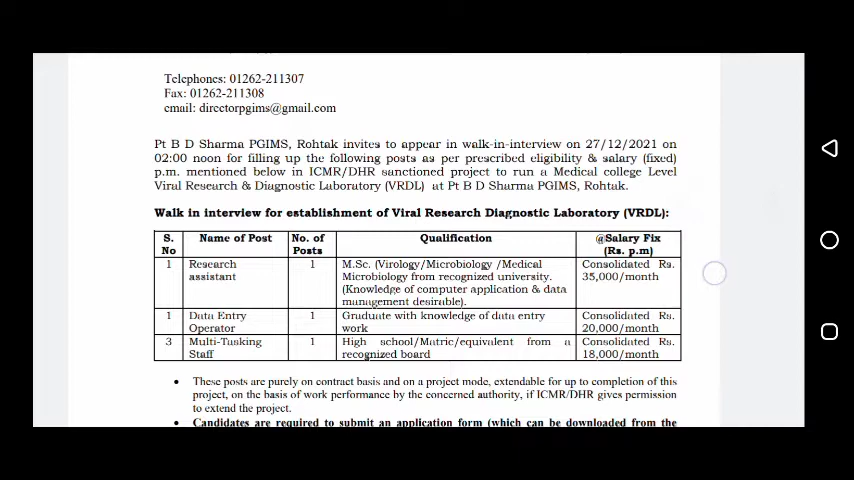 Telephones: 01262-211307
Fax: 01262-211308
email: directorpgims@gmail.com
Pt B D Sharma PGIMS, Rohtak invites to appear in walk-in-interview on 27/12/2021 on
02:00 noon for filling up the following posts as per prescribed eligibility & salary (fixed)
p.m. mentioned below in ICMR/DHR sanctioned project to run a Medical college Level
Viral Research & Diagnostic Laboratory (VRDL) at Pt B D Sharma PGIMS, Rohtak.
Walk in interview for establishment of Viral Research Diagnostic Laboratory (VRDL):
S. No Name of Post No. of Posts Qualification @Salary Fix (Rs. p.m)
1 Research assistant 1 M.Sc. (Virology/Microbiology /Medical
Microbiology from recognized university.
(Knowledge of computer application & data
management desirable). Consolidated Rs. 35,000/month
1 Data Entry Operator 1 Graduate with knowledge of data entry
work Consolidated Rs. 20,000/month
3 Multi-Tasking Staff 1 High school/Matric/equivalent from a
recognized board Consolidated Rs. 18,000/month
• These posts are purely on contract basis and on a project mode, extendable for up to completion of this
project, on the basis of work performance by the concerned authority, if ICMR/DHR gives permission
to extend the project.
• Candidates are required to submit an application form (which can be downloaded from the